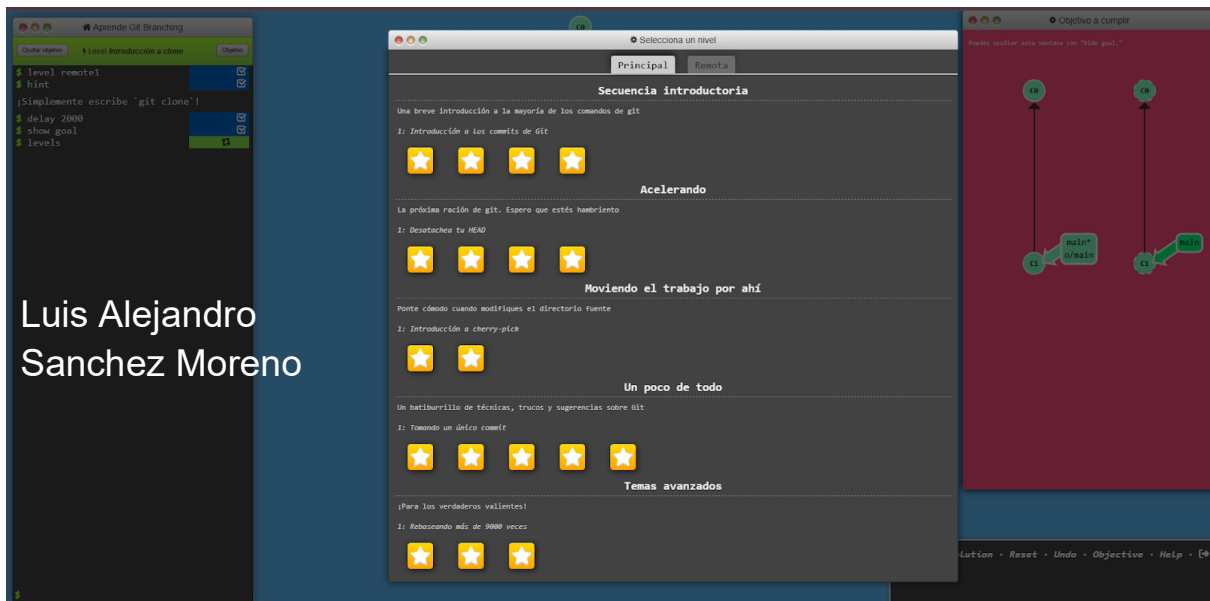 Aprende Git Branching
Ocultar objetivo
Level Introducción a clone
Objetivo
$ level remote1
$ hint
¡Simplemente escribe `git clone`!
$ delay 2000
$ show goal
$ levels
$
Luis Alejandro
Sanchez Moreno
C0
Selecciona un nivel
Principal
Remota
Secuencia introductoria
Una breve introducción a la mayoría de los comandos de git
1: Introducción a los commits de Git
Acelerando
La próxima ración de git. Espero que estés hambriento
1: Desatachea tu HEAD
Moviendo el trabajo por ahí
Ponte cómodo cuando modifiques el directorio fuente
1: Introducción a cherry-pick
Un poco de todo
Un batiburrillo de técnicas, trucos y sugerencias sobre Git
1: Tomando un único commit
Temas avanzados
¡Para los verdaderos valientes!
1: Rebaseando más de 9000 veces
Objetivo a cumplir
Puedes ocultar esta ventana con "hide goal."
C0
C0
main*
o/main
C1
main
C1
lution · Reset · Undo · Objective · Help ·